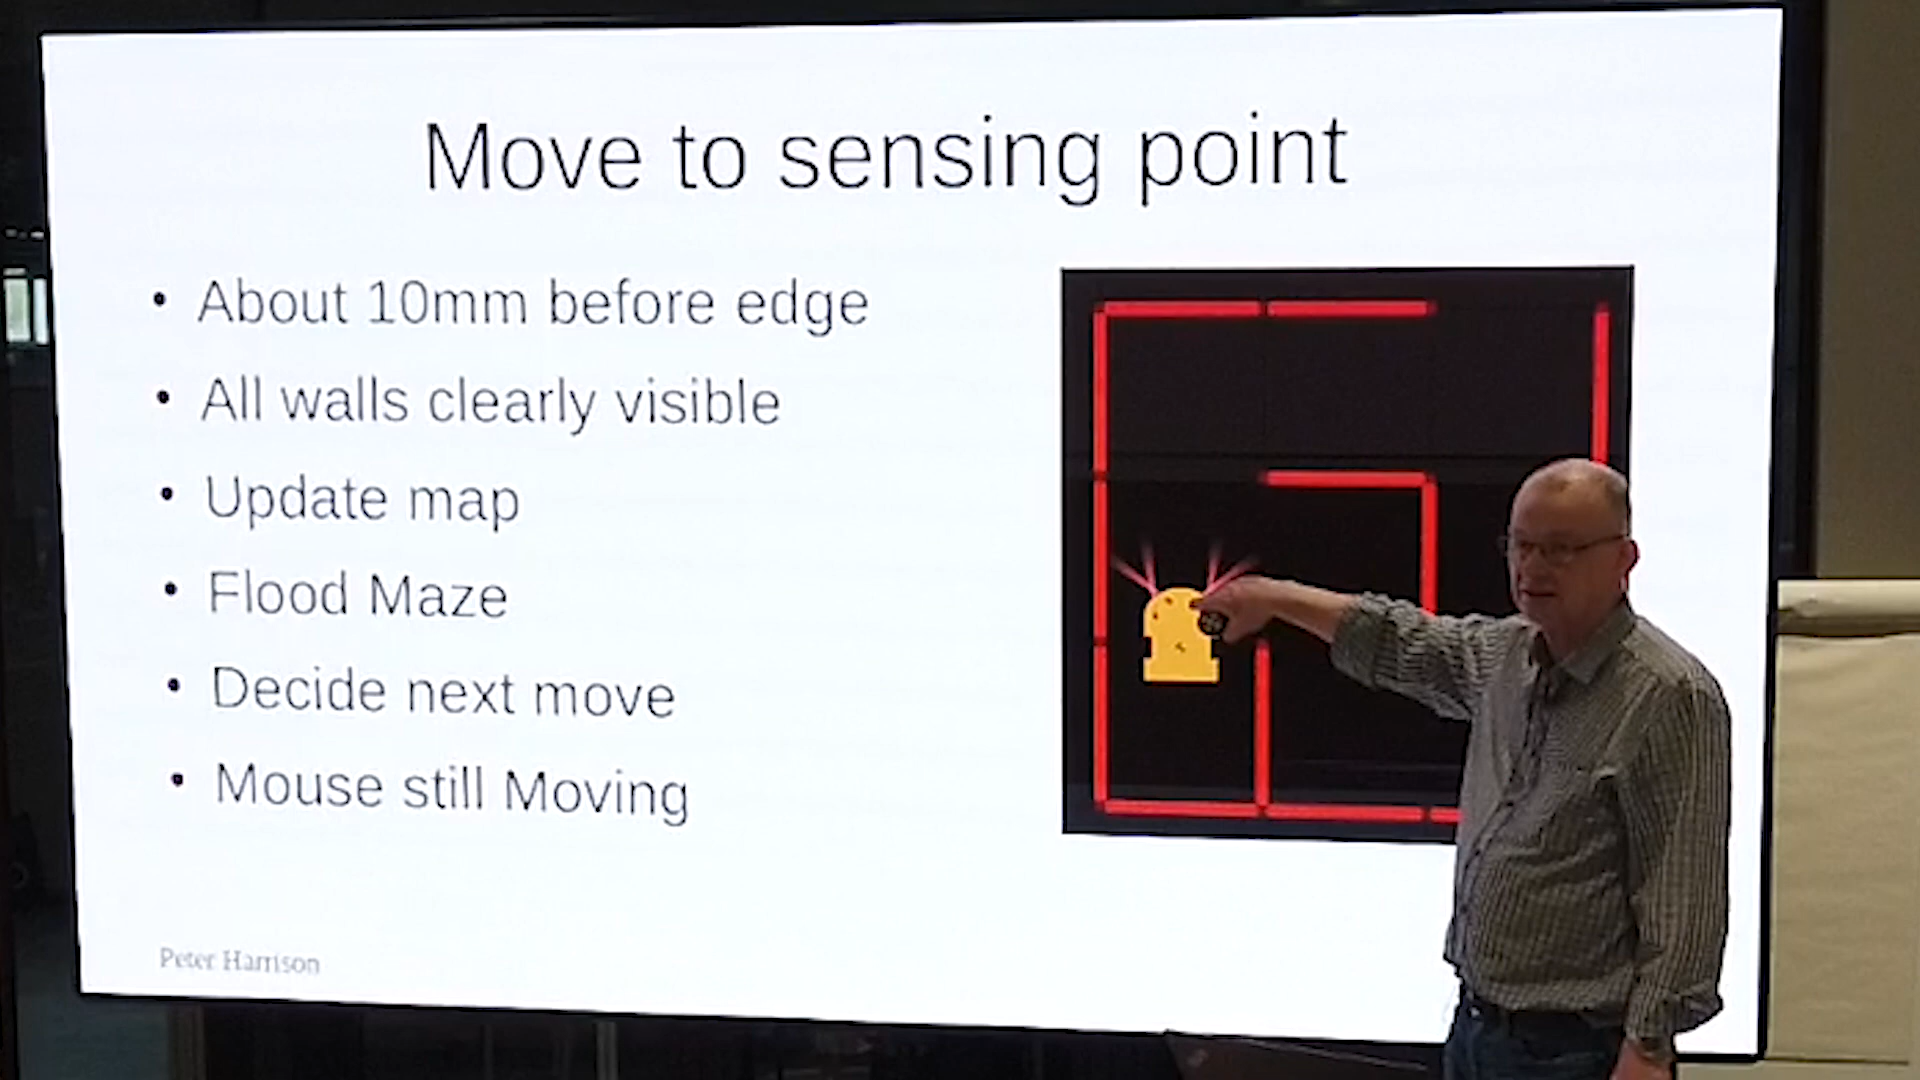 Move to sensing point
• About 10mm before edge
• All walls clearly visible
• Update map
• Flood Maze
• Decide next move
• Mouse still Moving
Peter Harrison